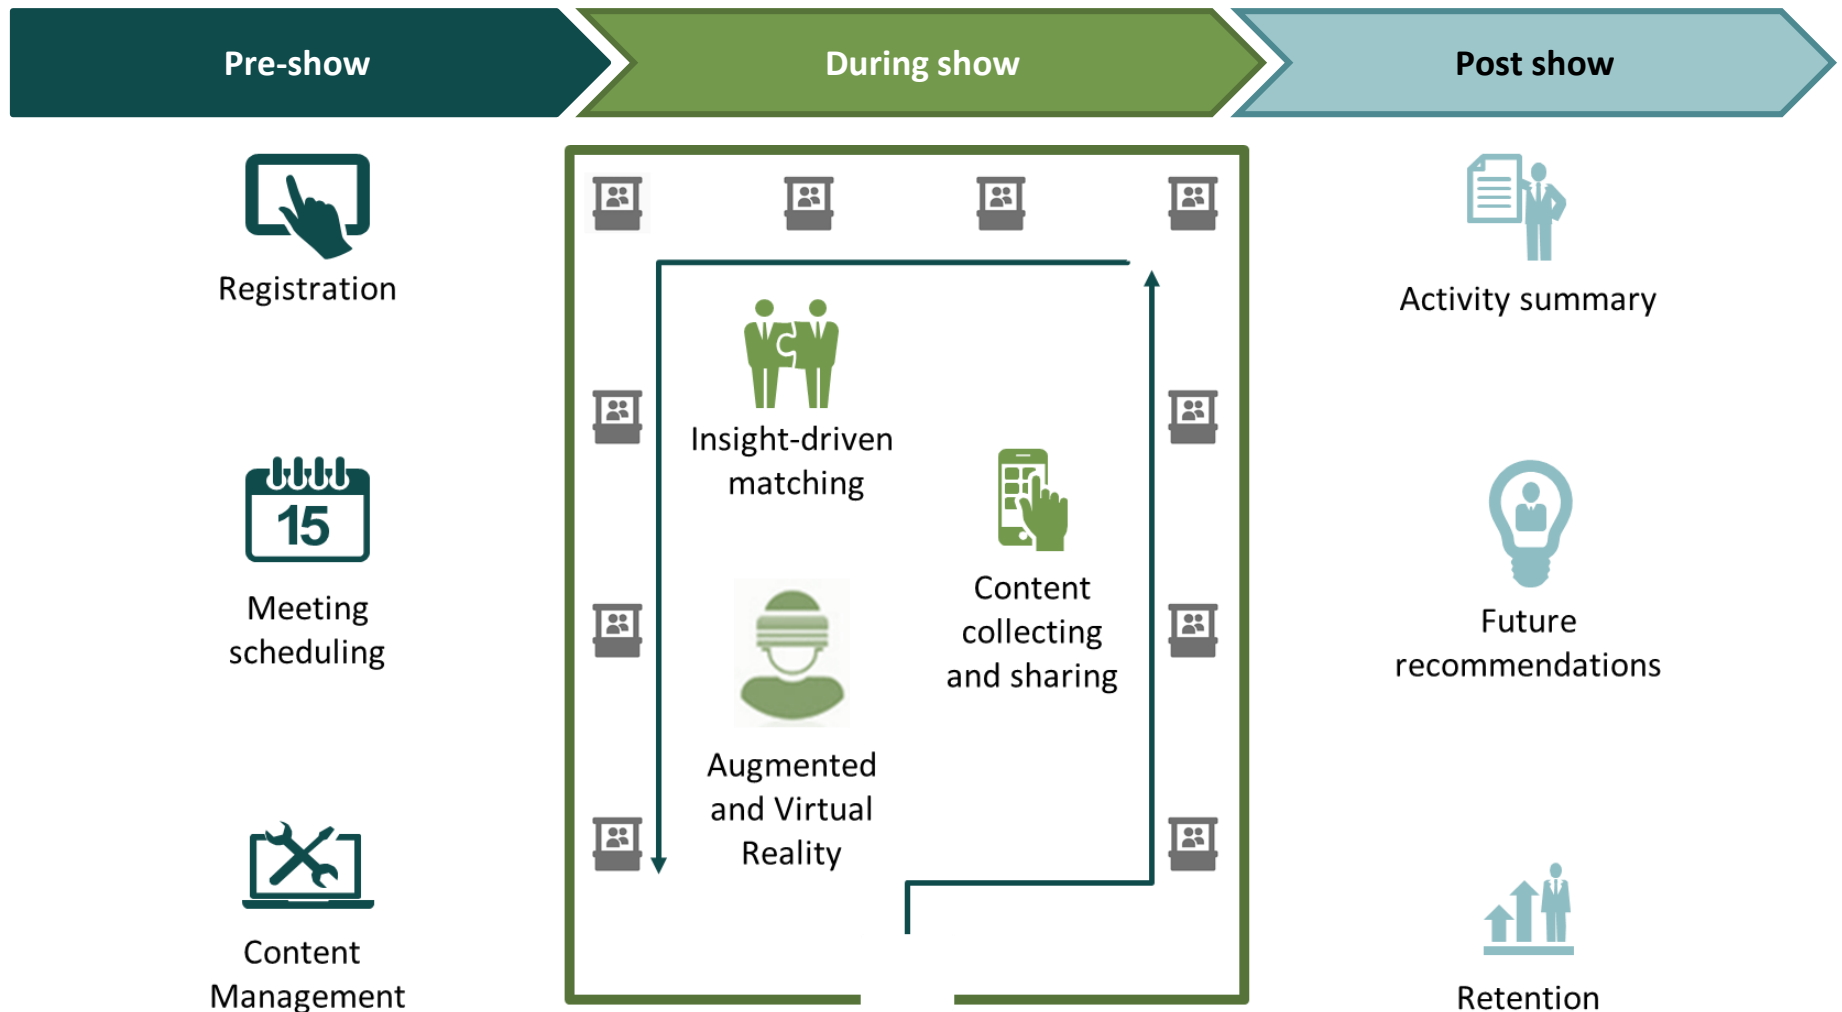 Pre-show
During show
Post show
Registration
15
Meeting
scheduling
Content
Management
Insight-driven
matching
Augmented
and Virtual
Reality
Content
collecting
and sharing
Activity summary
Future
recommendations
Retention